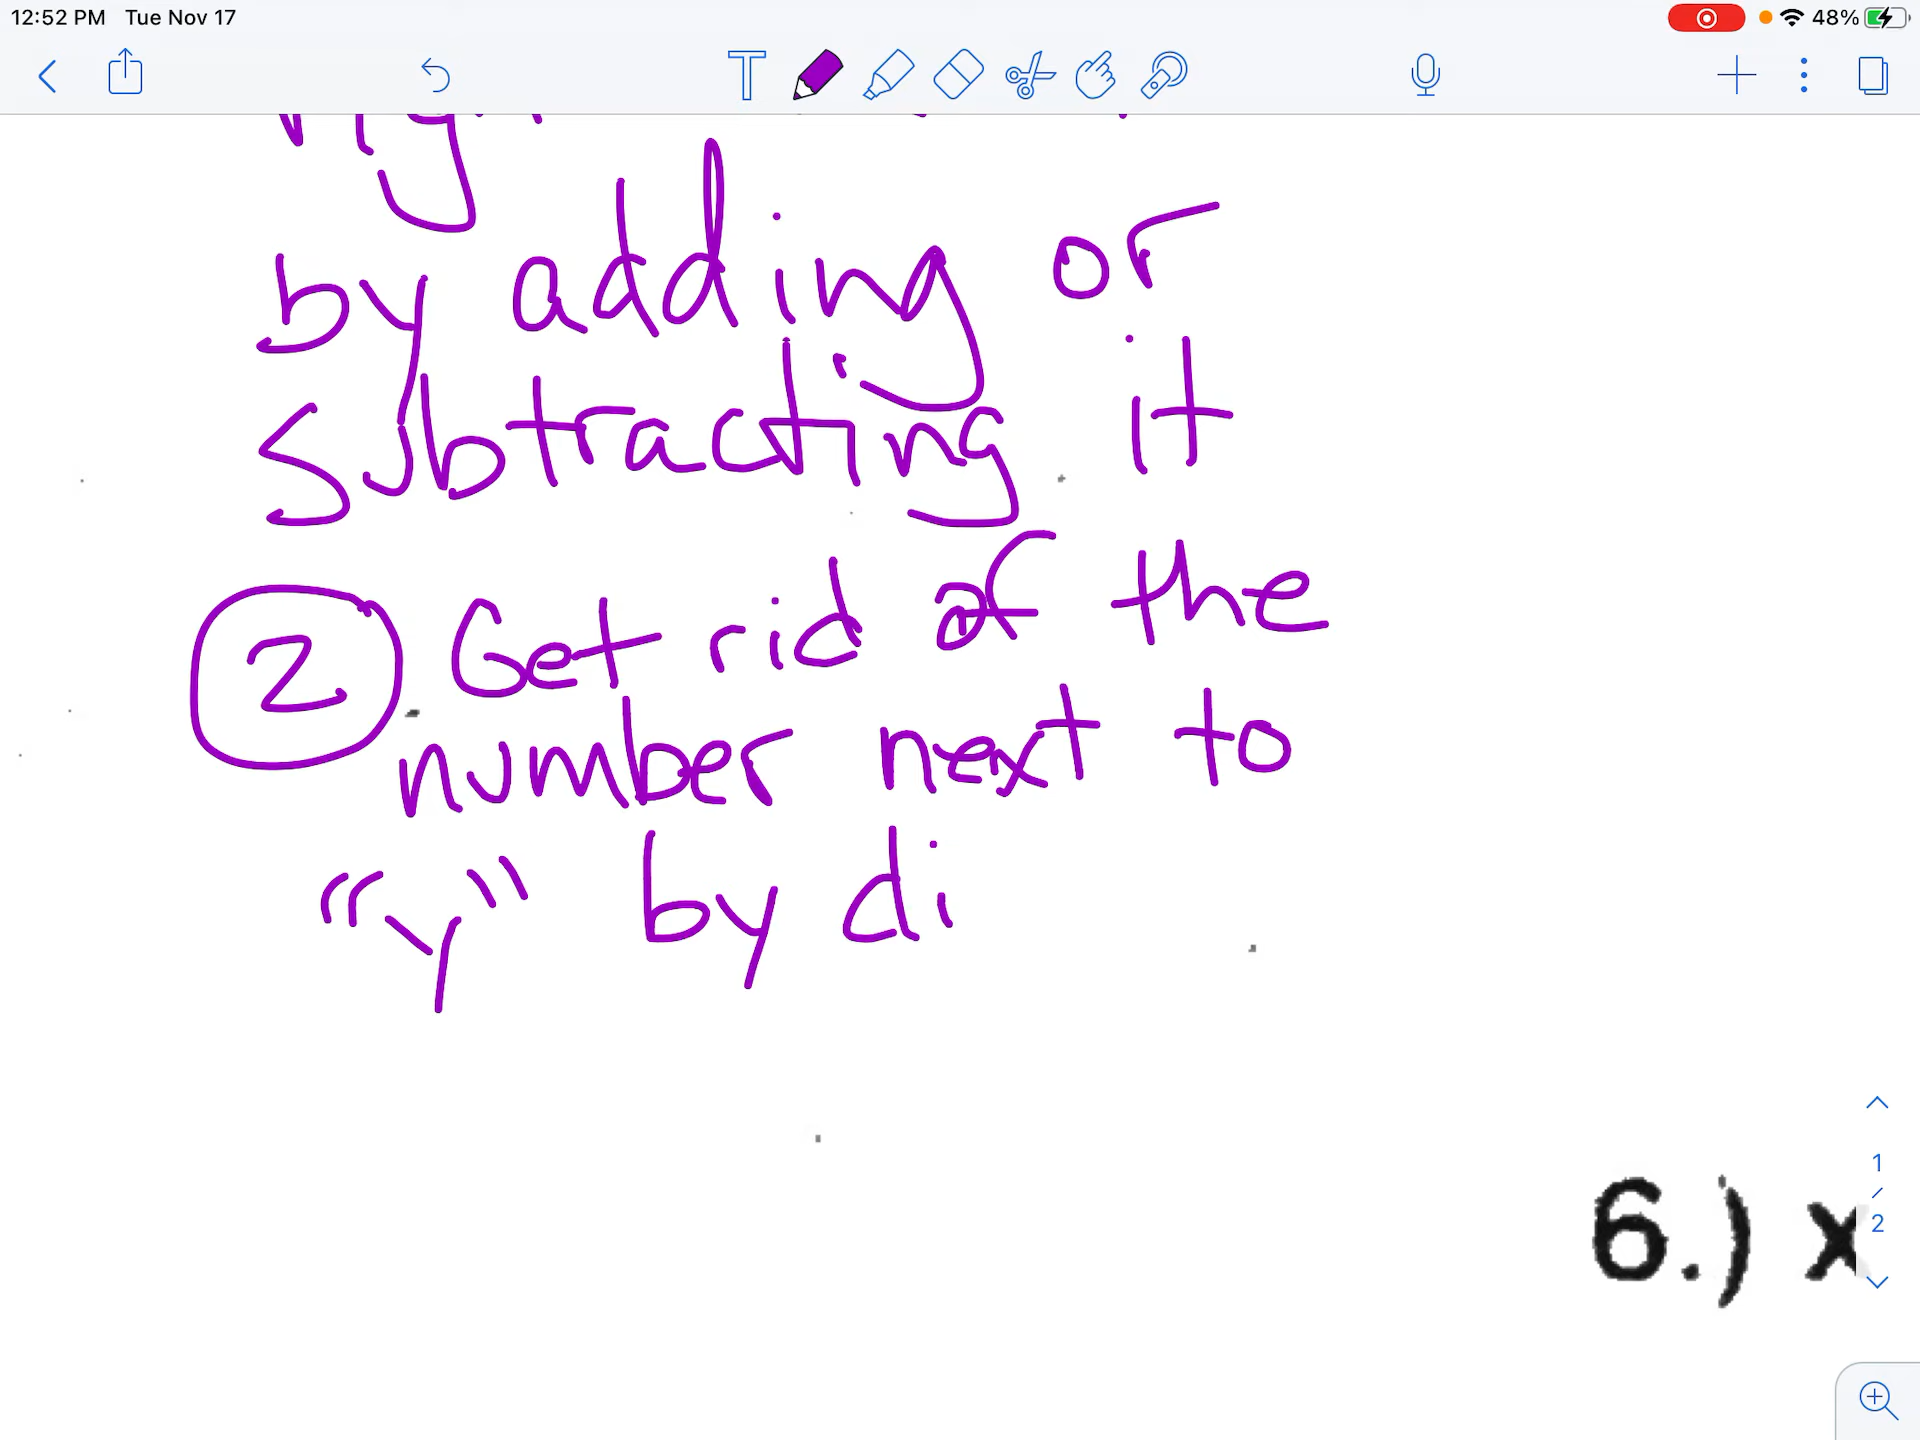 12:52 PM Tue Nov 17
48%
T
by adding or
subtracting it
2 Get rid of the
number next to
"y" by di
1
/
2
6.) x